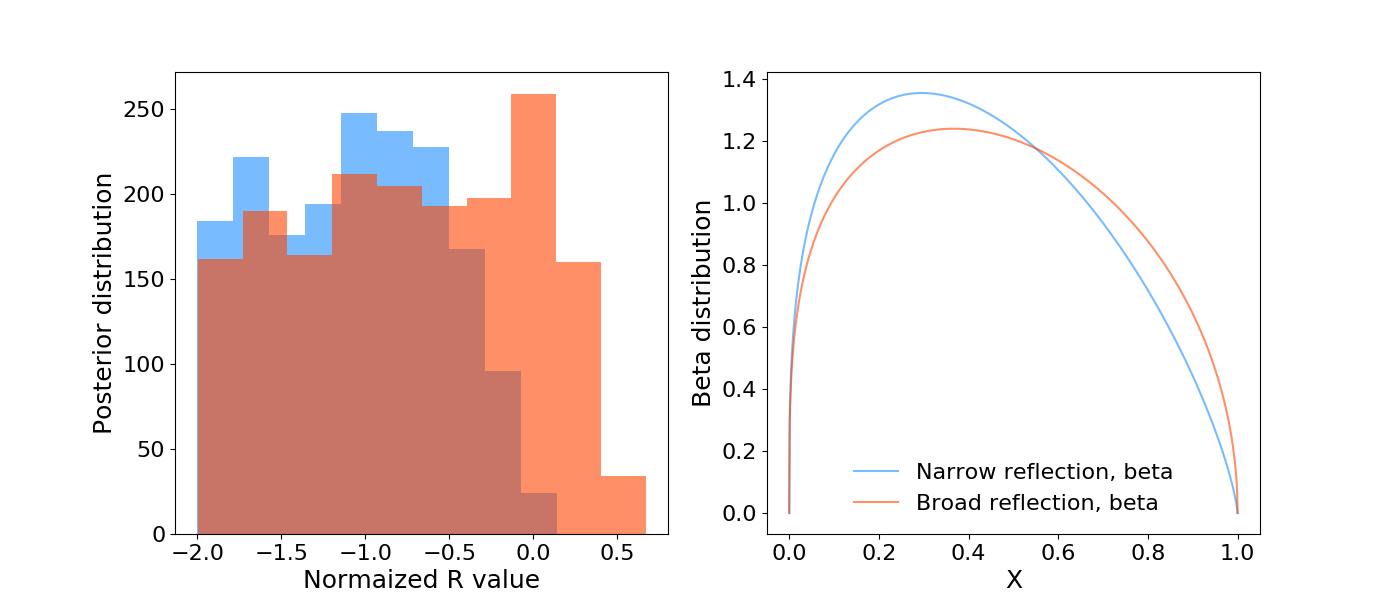 250
200
150
100
50
0
Posterior distribution
−2.0 −1.5 −1.0 −0.5 0.0 0.5
Normaized R value
1.4
1.2
1.0
0.8
0.6
0.4
0.2
0.0
Beta distribution
Narrow reflection, beta
Broad reflection, beta
0.0 0.2 0.4 0.6 0.8 1.0
X